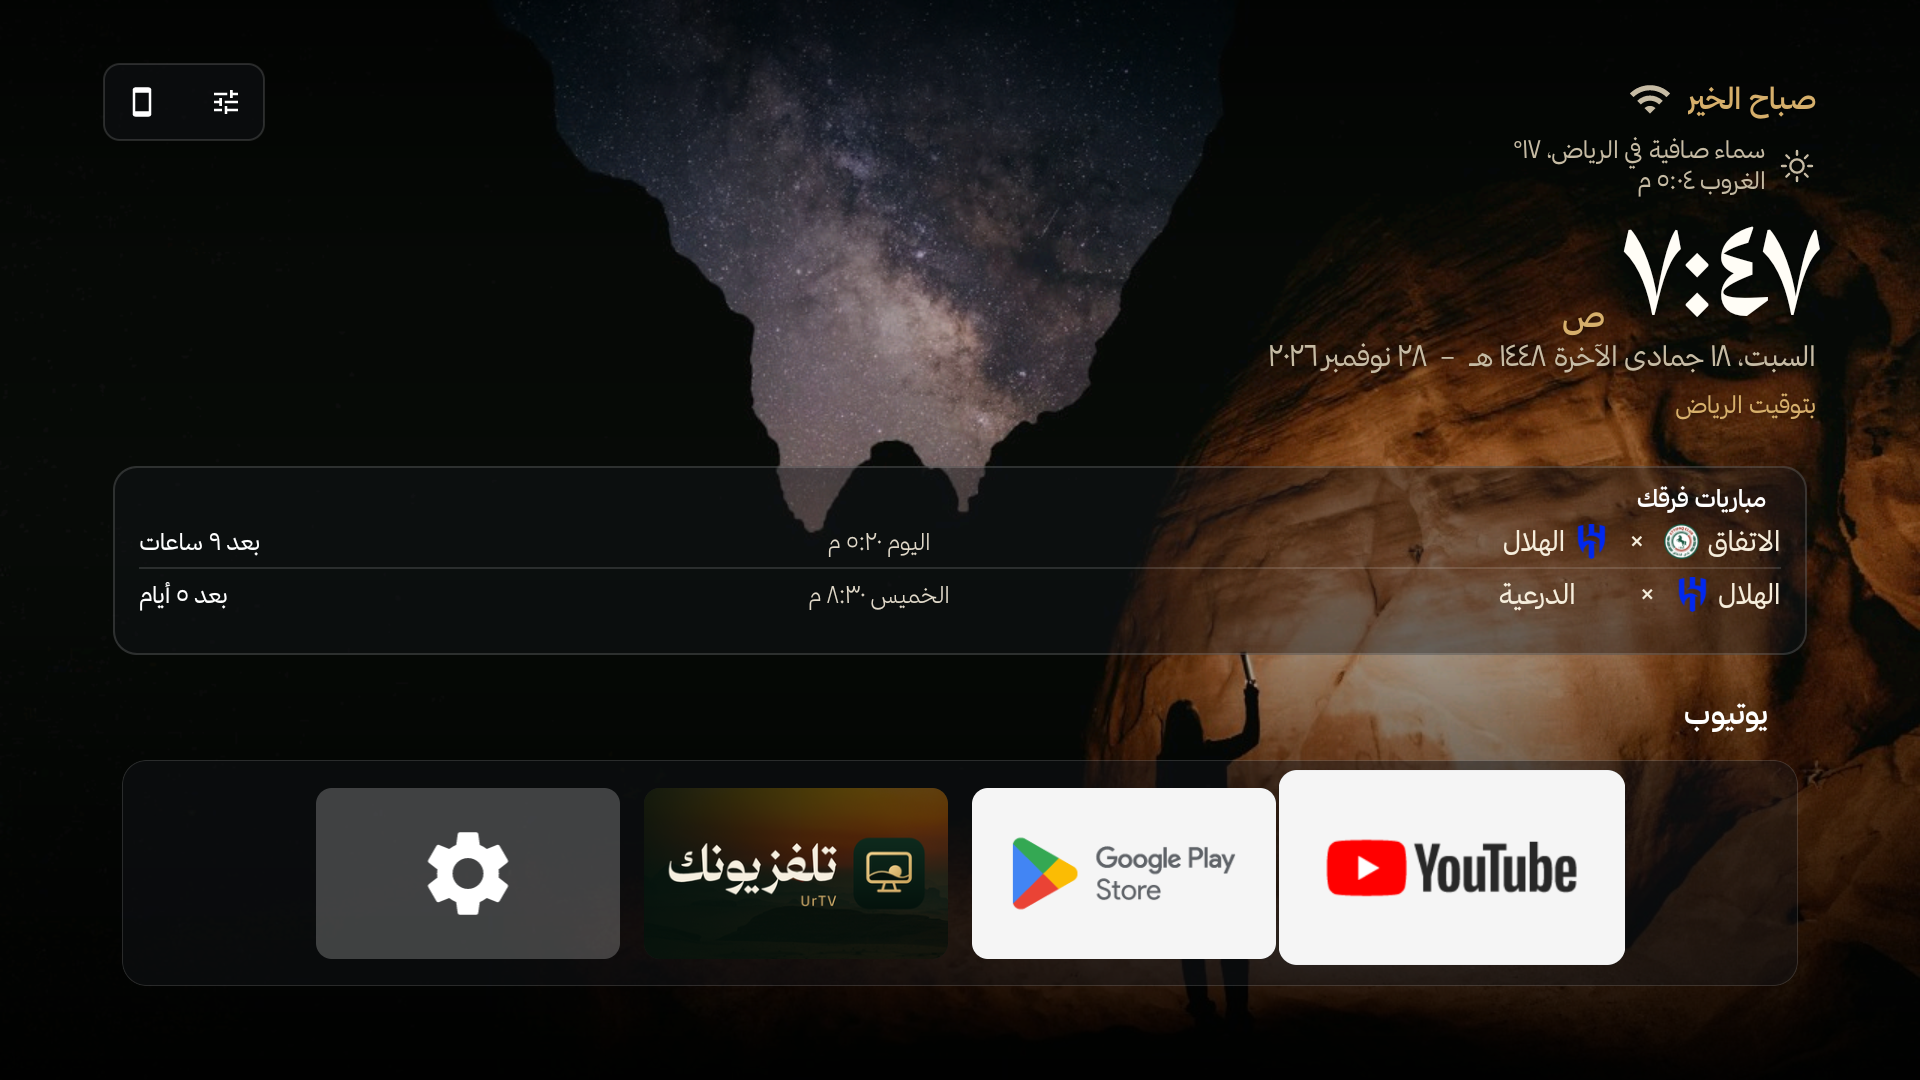 صباح الخير
سماء صافية في الرياض، ١٧°
الغروب ٥:٠٤ م
٧:٤٧ ص
السبت، ١٨ جمادى الآخرة ١٤٤٨ هـ – ٢٨ نوفمبر ٢٠٢٦
بتوقيت الرياض
مباريات فرقك
الاتفاق × الهلال اليوم ٥:٢٠ م بعد ٩ ساعات
الهلال × الدرعية الخميس ٨:٣٠ م بعد ٥ أيام
يوتيوب
YouTube
Google Play
Store
تلفزيونك
UrTV